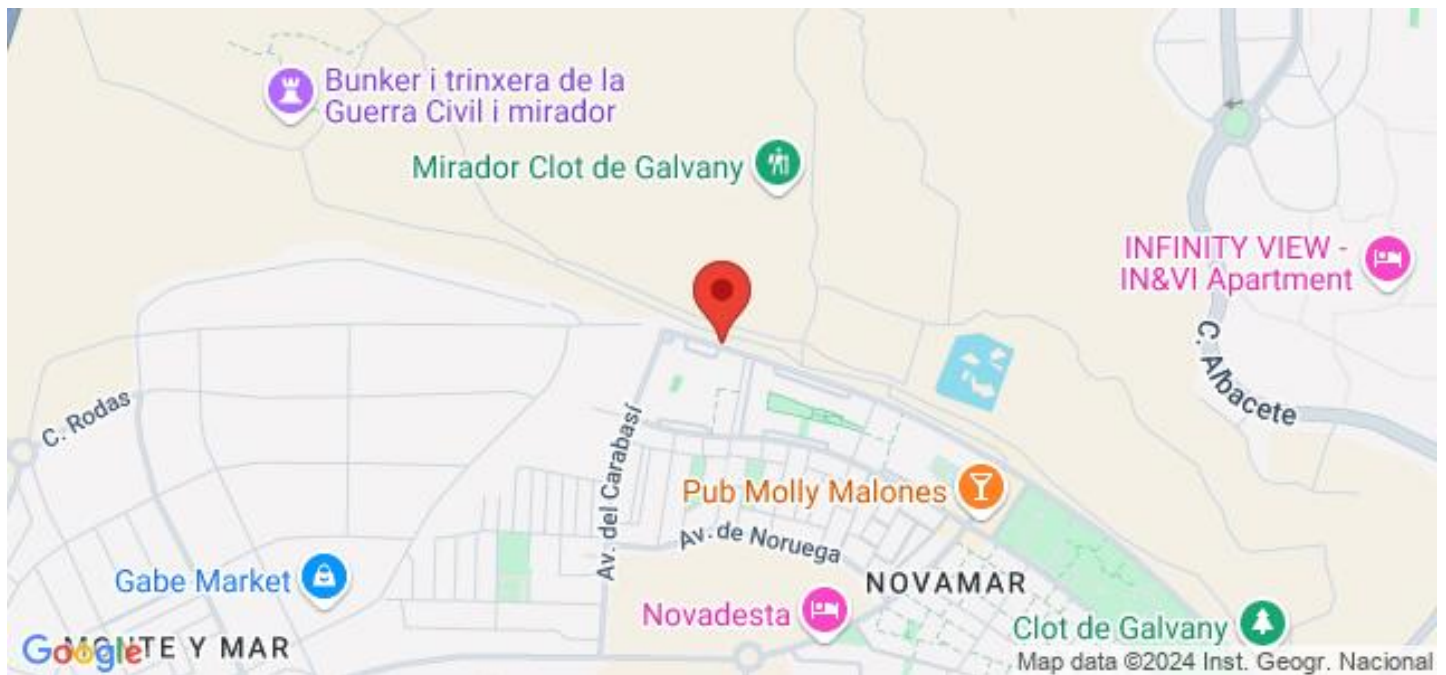 Bunker i trinxera de la
Guerra Civil i mirador
Mirador Clot de Galvany
INFINITY VIEW -
IN&VI Apartment
C. Albacete
C. Rodas
Av. del Carabasí
Pub Molly Malones
Av. de Noruega
Gabe Market
NOVAMAR
Novadesta
Clot de Galvany
MONTE Y MAR
Google
Map data ©2024 Inst. Geogr. Nacional